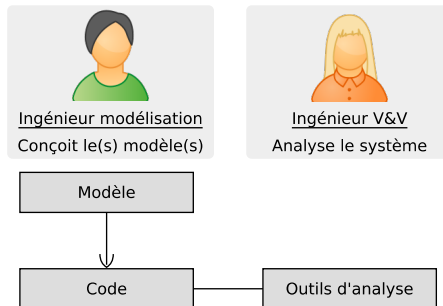 Ingénieur modélisation
Conçoit le(s) modèle(s)
Ingénieur V&V
Analyse le système
Modèle
Code
Outils d'analyse